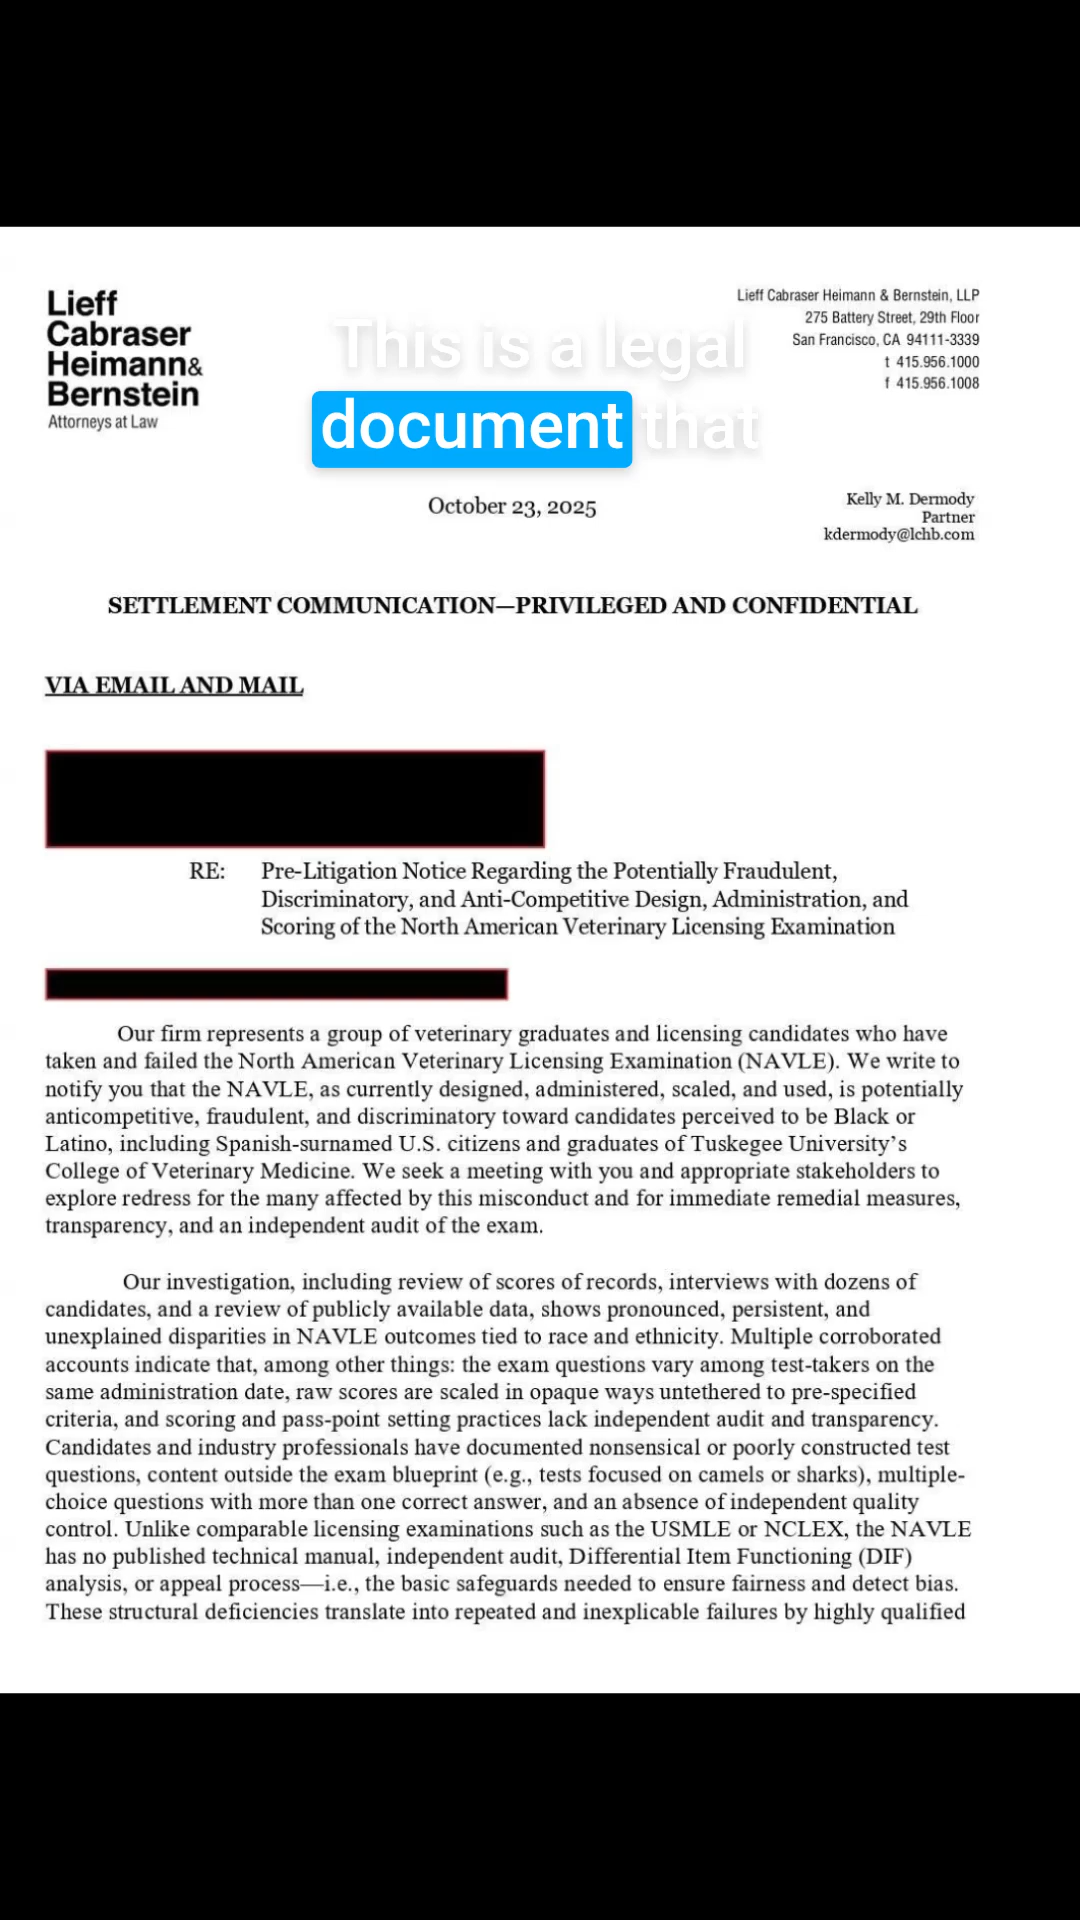 Lieff
Cabraser
Heimann&
Bernstein
Attorneys at Law
Lieff Cabraser Heimann & Bernstein, LLP
275 Battery Street, 29th Floor
San Francisco, CA 94111-3339
t 415.956.1000
f 415.956.1008
This is a legal
document that
October 23, 2025
Kelly M. Dermody
Partner
kdermody@lchb.com
SETTLEMENT COMMUNICATION—PRIVILEGED AND CONFIDENTIAL
VIA EMAIL AND MAIL
RE: Pre-Litigation Notice Regarding the Potentially Fraudulent,
Discriminatory, and Anti-Competitive Design, Administration, and
Scoring of the North American Veterinary Licensing Examination
Our firm represents a group of veterinary graduates and licensing candidates who have
taken and failed the North American Veterinary Licensing Examination (NAVLE). We write to
notify you that the NAVLE, as currently designed, administered, scaled, and used, is potentially
anticompetitive, fraudulent, and discriminatory toward candidates perceived to be Black or
Latino, including Spanish-surnamed U.S. citizens and graduates of Tuskegee University’s
College of Veterinary Medicine. We seek a meeting with you and appropriate stakeholders to
explore redress for the many affected by this misconduct and for immediate remedial measures,
transparency, and an independent audit of the exam.
Our investigation, including review of scores of records, interviews with dozens of
candidates, and a review of publicly available data, shows pronounced, persistent, and
unexplained disparities in NAVLE outcomes tied to race and ethnicity. Multiple corroborated
accounts indicate that, among other things: the exam questions vary among test-takers on the
same administration date, raw scores are scaled in opaque ways untethered to pre-specified
criteria, and scoring and pass-point setting practices lack independent audit and transparency.
Candidates and industry professionals have documented nonsensical or poorly constructed test
questions, content outside the exam blueprint (e.g., tests focused on camels or sharks), multiple-
choice questions with more than one correct answer, and an absence of independent quality
control. Unlike comparable licensing examinations such as the USMLE or NCLEX, the NAVLE
has no published technical manual, independent audit, Differential Item Functioning (DIF)
analysis, or appeal process—i.e., the basic safeguards needed to ensure fairness and detect bias.
These structural deficiencies translate into repeated and inexplicable failures by highly qualified